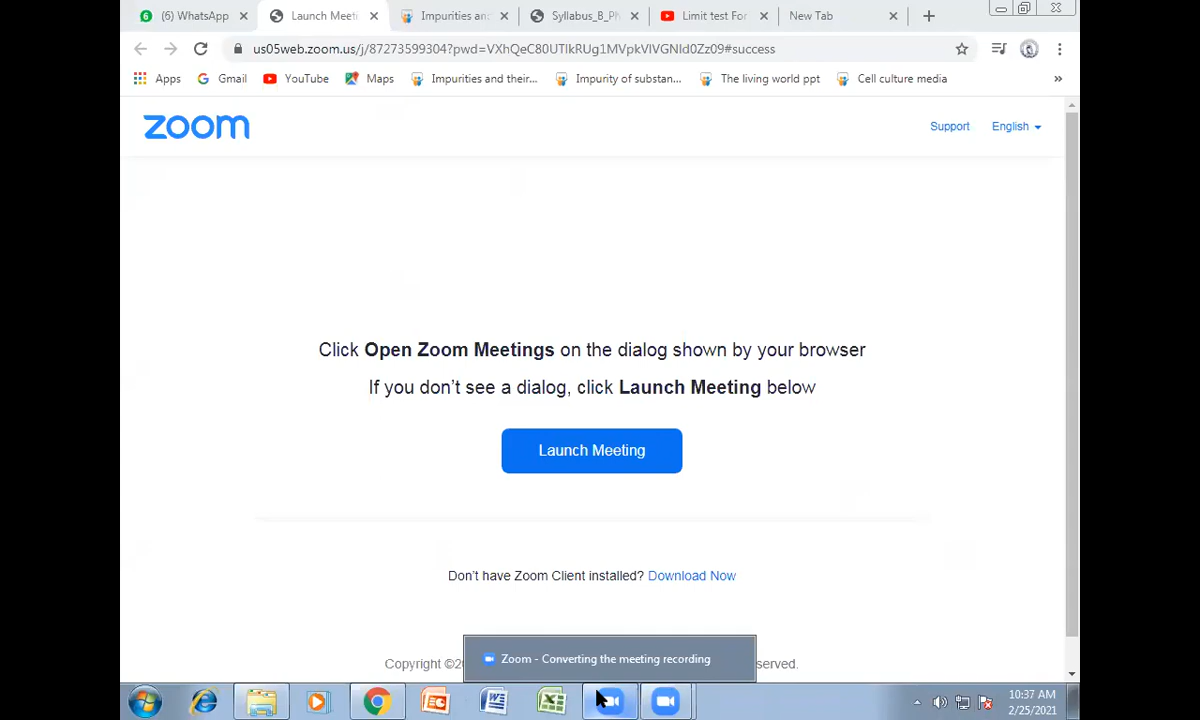 (6) WhatsApp
Launch Meeti
Impurities an
Syllabus_B_Ph
Limit test For
New Tab
us05web.zoom.us/j/87273599304?pwd=VXhQeC80UTlkRUg1MVpkVlVGNld0Zz09#success
Apps
Gmail
YouTube
Maps
Impurities and their...
Impurity of substan...
The living world ppt
Cell culture media
»
zoom
Support
English
Click Open Zoom Meetings on the dialog shown by your browser
If you don't see a dialog, click Launch Meeting below
Launch Meeting
Don't have Zoom Client installed? Download Now
Zoom - Converting the meeting recording
Copyright ©2
served.
10:37 AM
2/25/2021